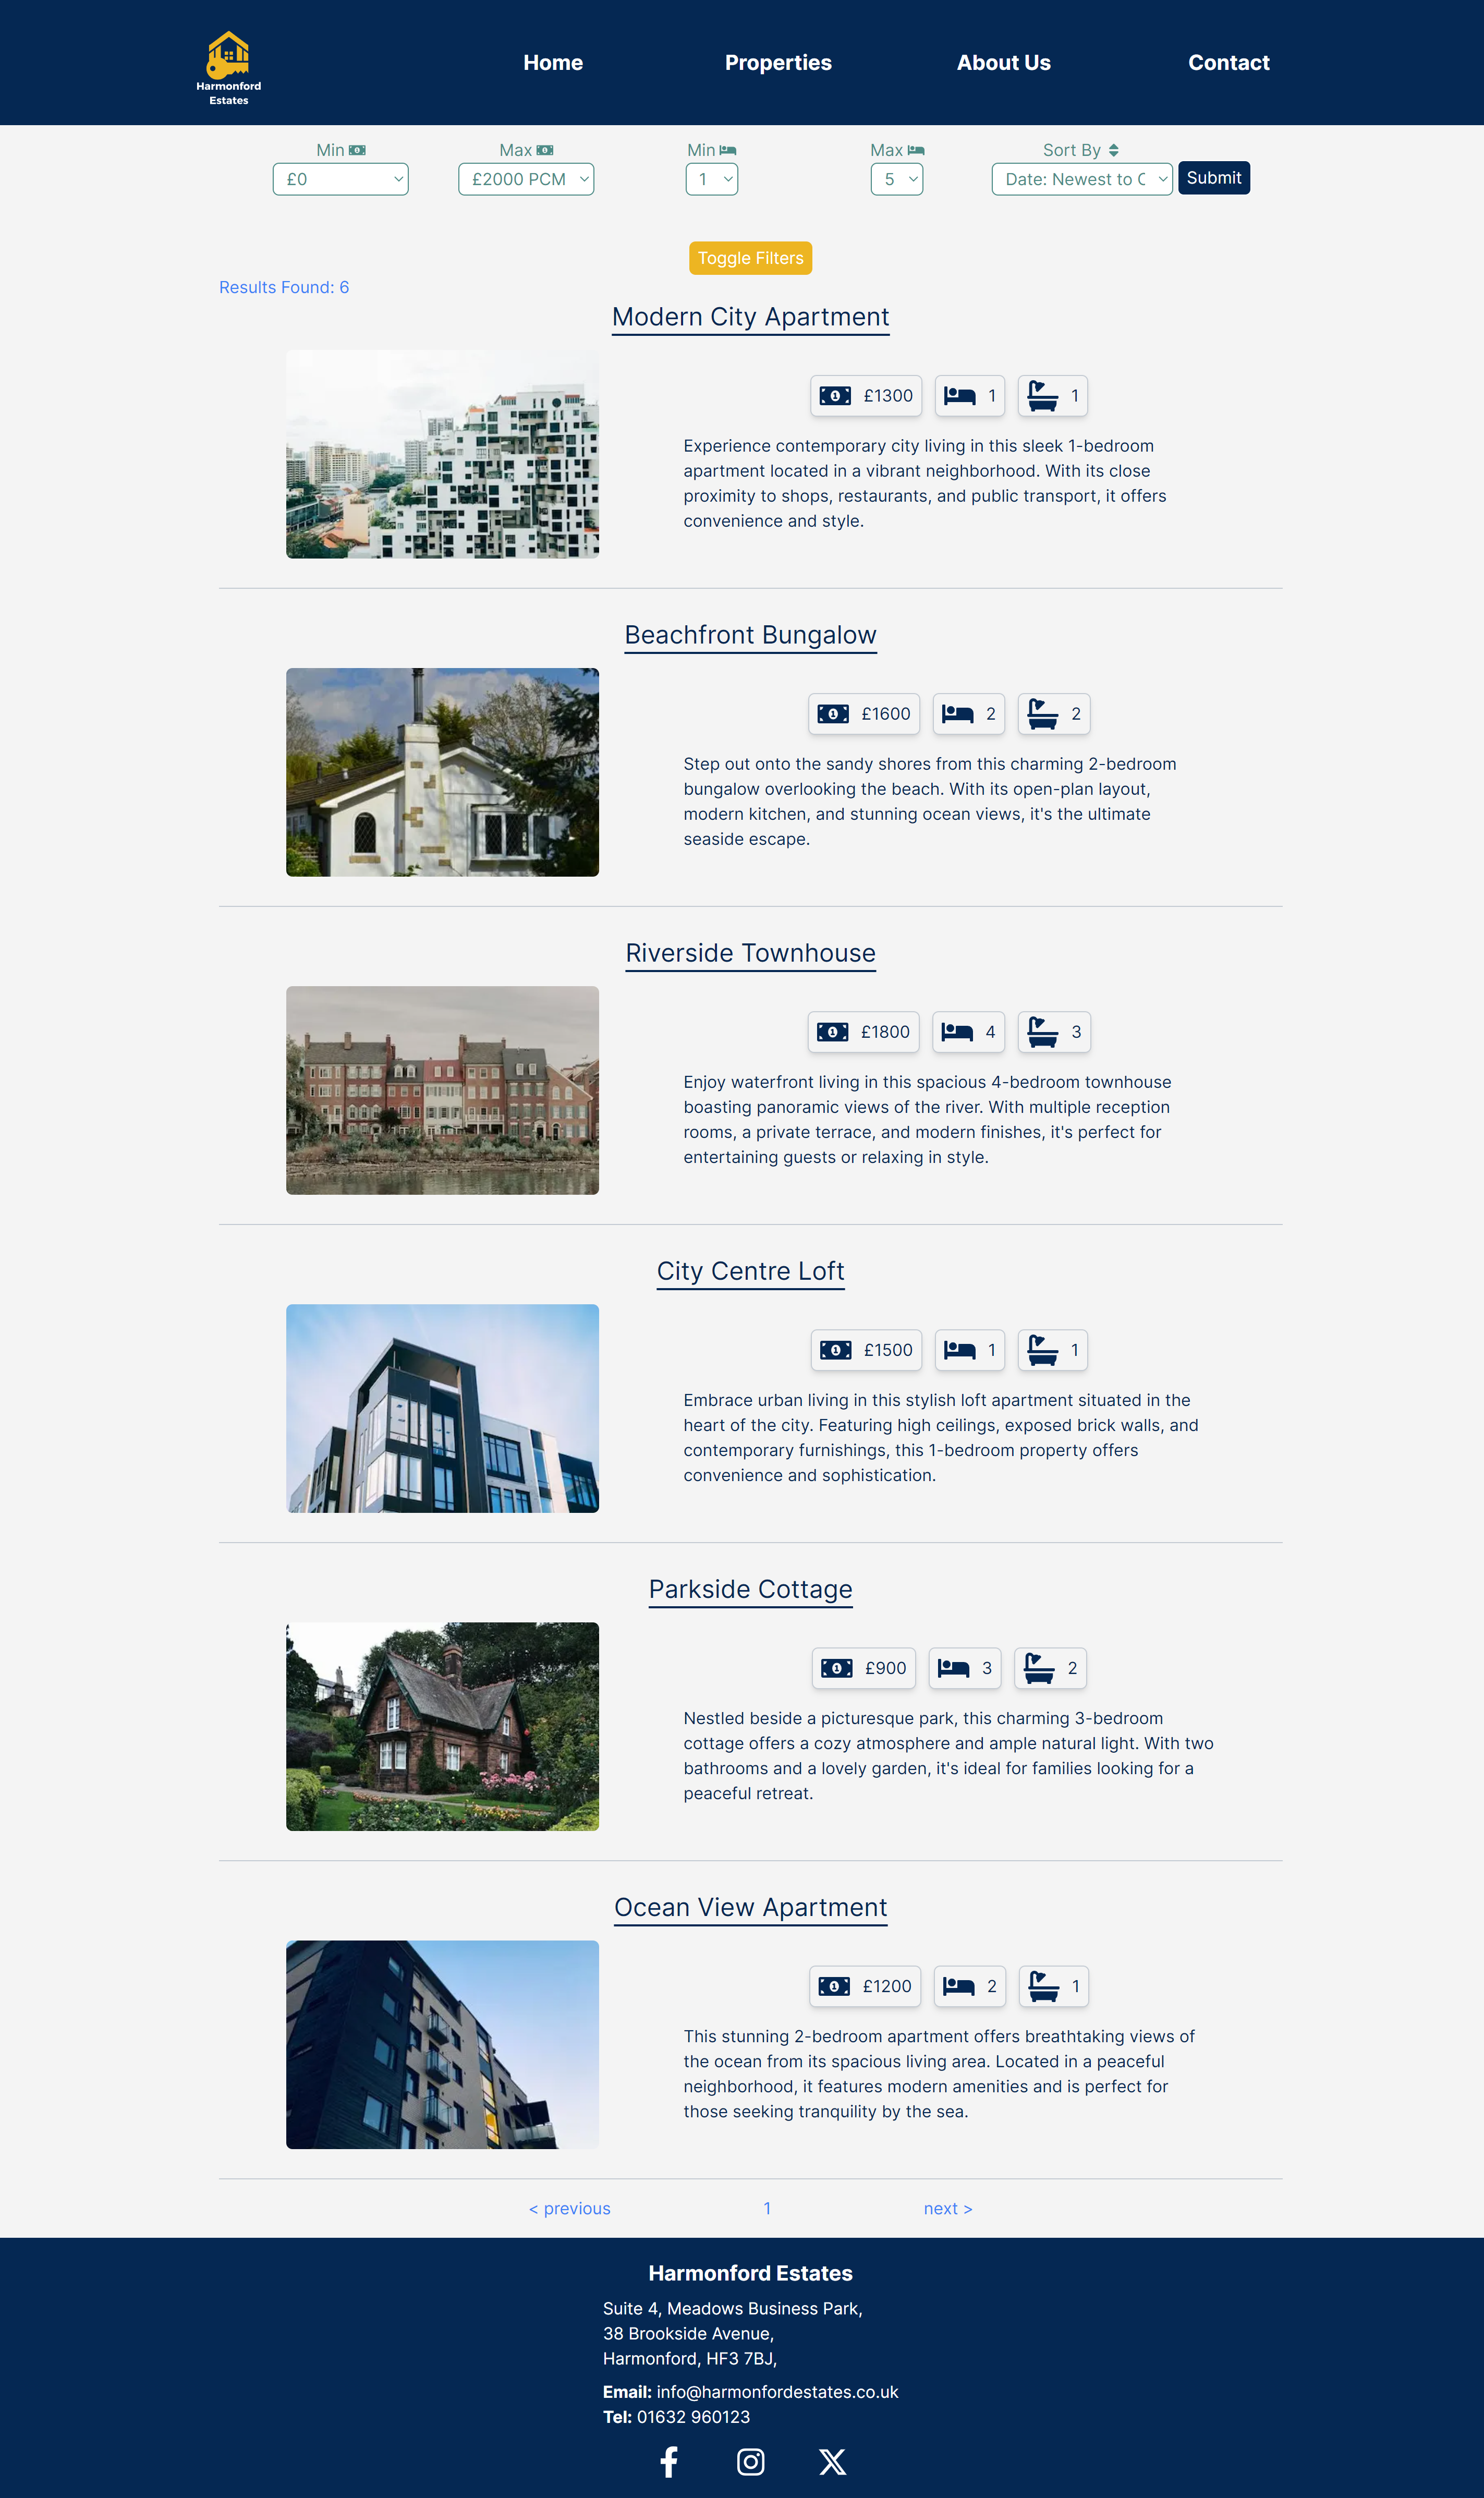 Harmonford
Estates
Home Properties About Us Contact
Min Max Min Max Sort By
£0 £2000 PCM 1 5 Date: Newest to C Submit
Toggle Filters
Results Found: 6
Modern City Apartment
£1300 1 1
Experience contemporary city living in this sleek 1-bedroom
apartment located in a vibrant neighborhood. With its close
proximity to shops, restaurants, and public transport, it offers
convenience and style.
Beachfront Bungalow
£1600 2 2
Step out onto the sandy shores from this charming 2-bedroom
bungalow overlooking the beach. With its open-plan layout,
modern kitchen, and stunning ocean views, it's the ultimate
seaside escape.
Riverside Townhouse
£1800 4 3
Enjoy waterfront living in this spacious 4-bedroom townhouse
boasting panoramic views of the river. With multiple reception
rooms, a private terrace, and modern finishes, it's perfect for
entertaining guests or relaxing in style.
City Centre Loft
£1500 1 1
Embrace urban living in this stylish loft apartment situated in the
heart of the city. Featuring high ceilings, exposed brick walls, and
contemporary furnishings, this 1-bedroom property offers
convenience and sophistication.
Parkside Cottage
£900 3 2
Nestled beside a picturesque park, this charming 3-bedroom
cottage offers a cozy atmosphere and ample natural light. With two
bathrooms and a lovely garden, it's ideal for families looking for a
peaceful retreat.
Ocean View Apartment
£1200 2 1
This stunning 2-bedroom apartment offers breathtaking views of
the ocean from its spacious living area. Located in a peaceful
neighborhood, it features modern amenities and is perfect for
those seeking tranquility by the sea.
< previous 1 next >
Harmonford Estates
Suite 4, Meadows Business Park,
38 Brookside Avenue,
Harmonford, HF3 7BJ,
Email: info@harmonfordestates.co.uk
Tel: 01632 960123